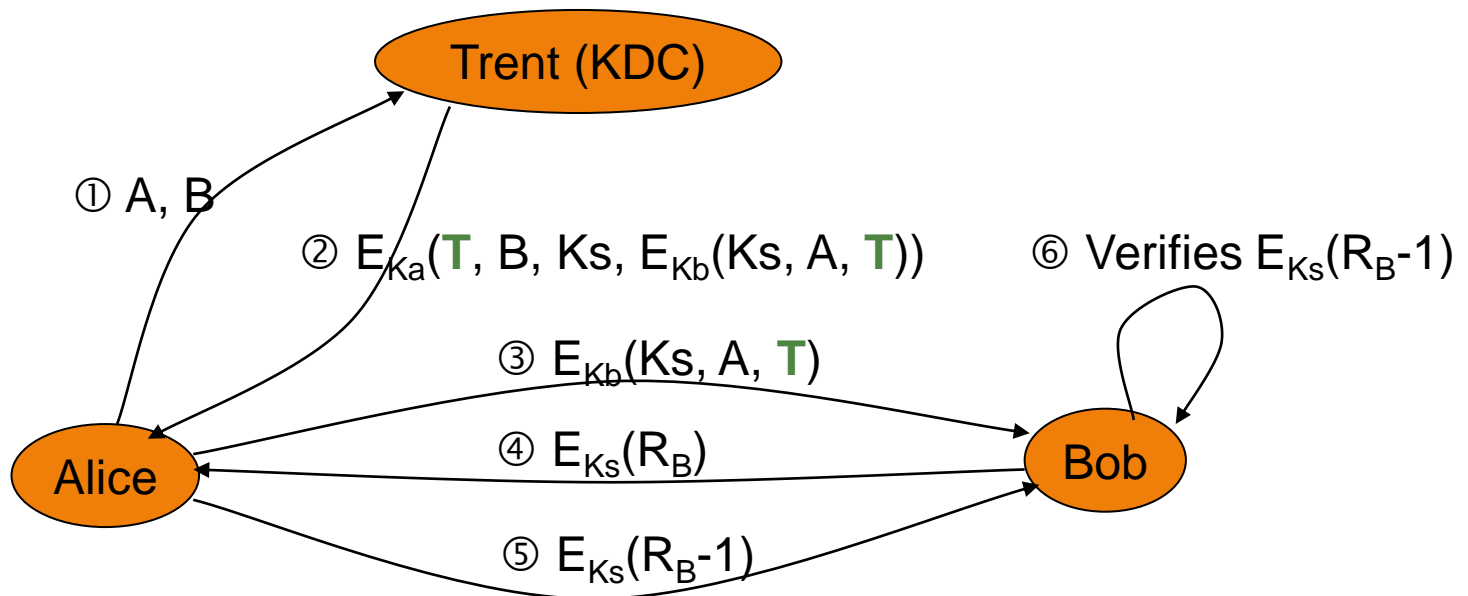 Trent (KDC)
① A, B
② E_Ka(T, B, Ks, E_Kb(Ks, A, T))
⑥ Verifies E_Ks(R_B-1)
③ E_Kb(Ks, A, T)
④ E_Ks(R_B)
Alice
Bob
⑤ E_Ks(R_B-1)